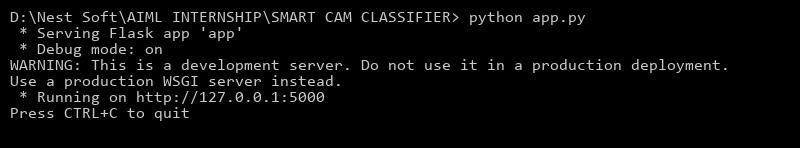 D:\Nest Soft\AIML INTERNSHIP\SMART CAM CLASSIFIER> python app.py
 * Serving Flask app 'app'
 * Debug mode: on
WARNING: This is a development server. Do not use it in a production deployment.
Use a production WSGI server instead.
 * Running on http://127.0.0.1:5000
Press CTRL+C to quit